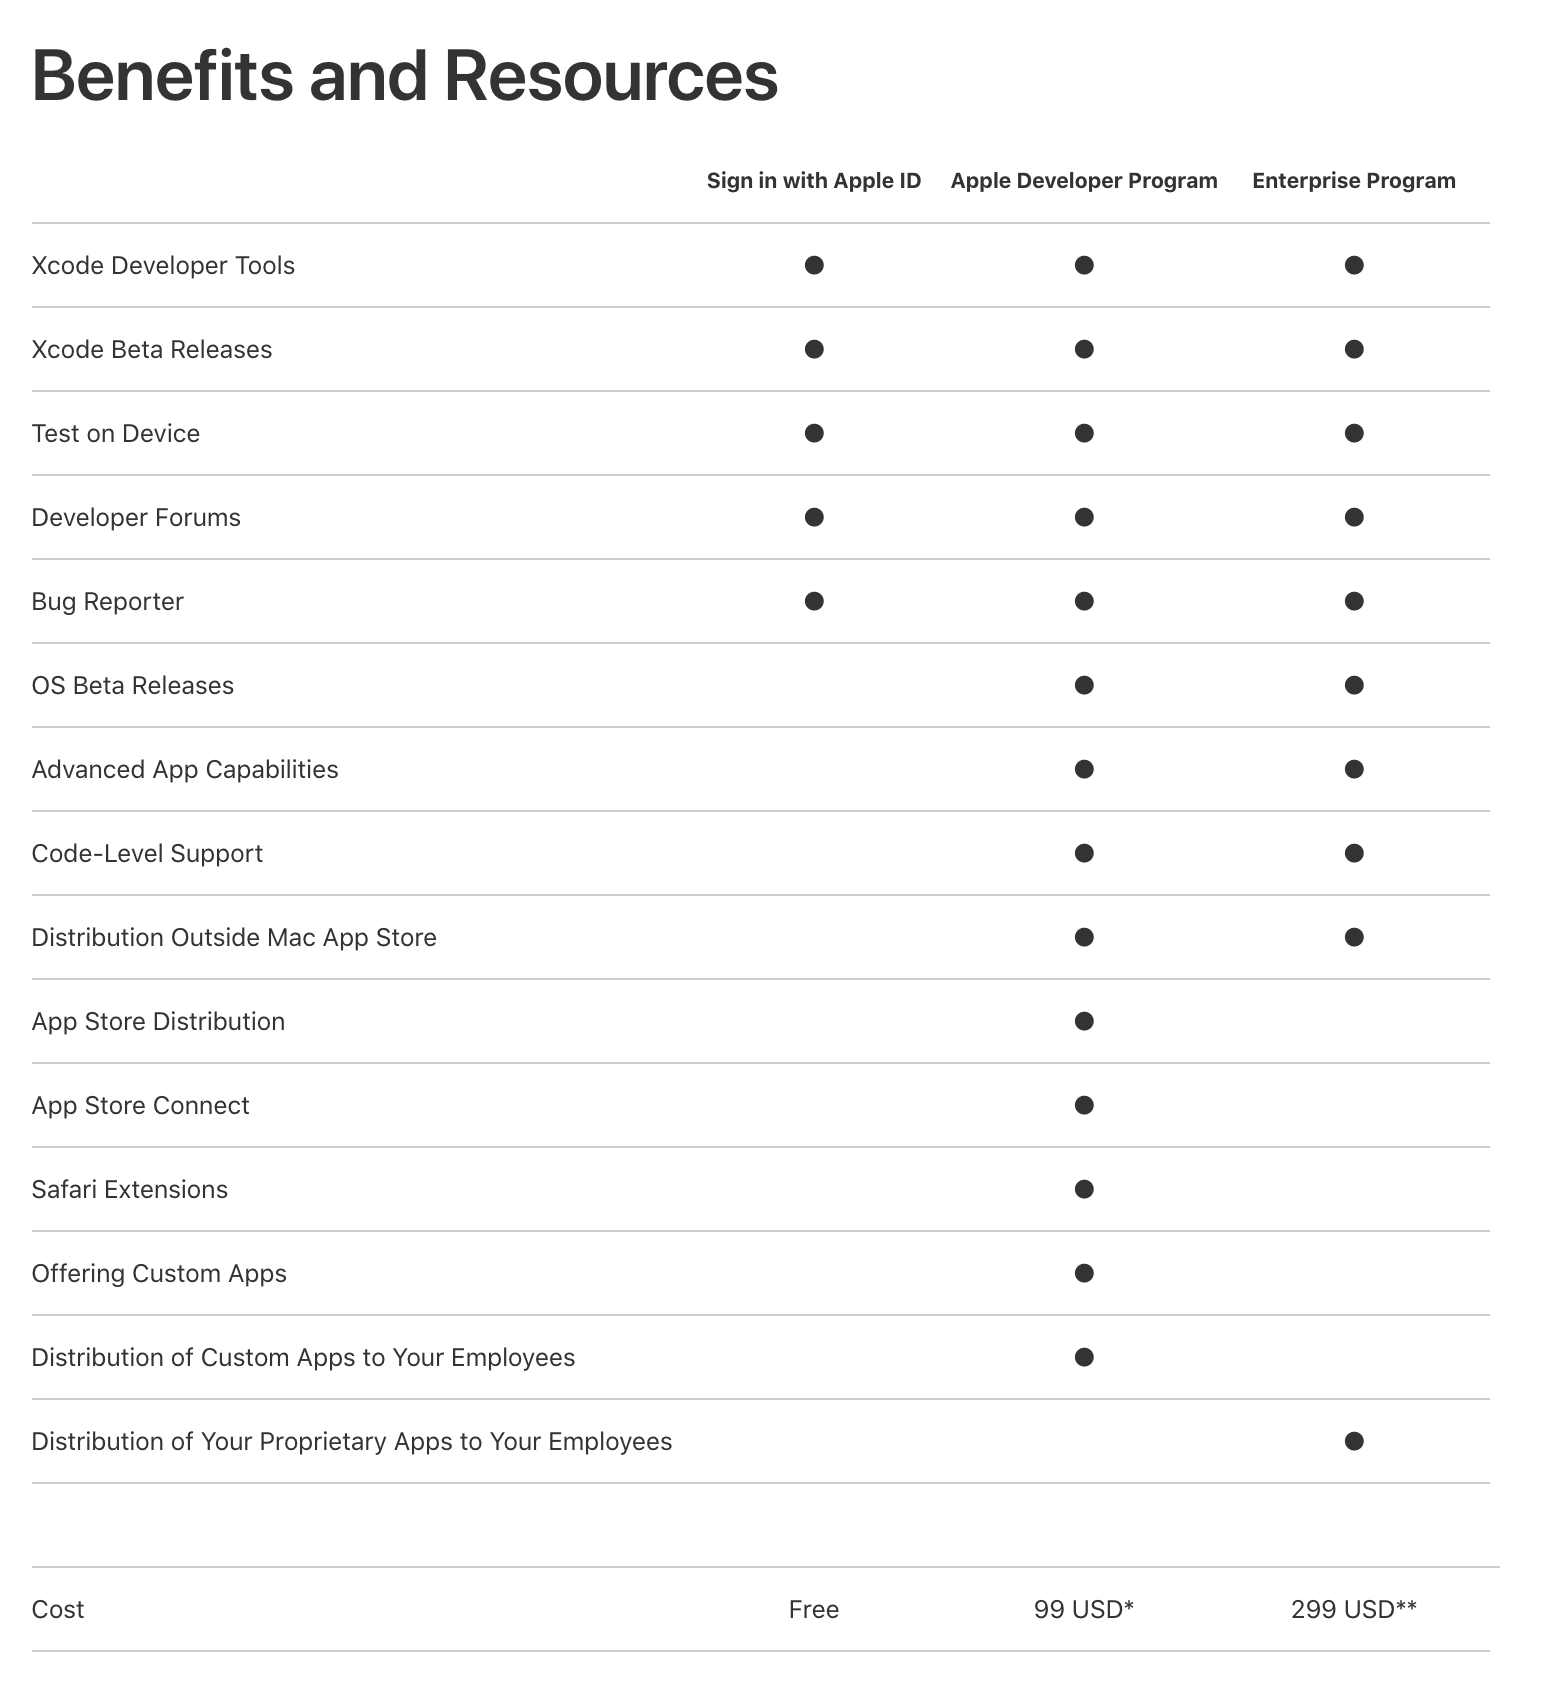 Benefits and Resources
Sign in with Apple ID Apple Developer Program Enterprise Program
Xcode Developer Tools ● ● ●
Xcode Beta Releases ● ● ●
Test on Device ● ● ●
Developer Forums ● ● ●
Bug Reporter ● ● ●
OS Beta Releases ● ●
Advanced App Capabilities ● ●
Code-Level Support ● ●
Distribution Outside Mac App Store ● ●
App Store Distribution ●
App Store Connect ●
Safari Extensions ●
Offering Custom Apps ●
Distribution of Custom Apps to Your Employees ●
Distribution of Your Proprietary Apps to Your Employees ●
Cost Free 99 USD* 299 USD**